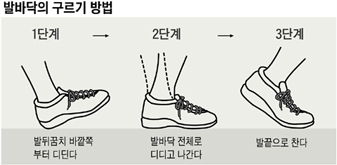 발바닥의 구르기 방법
1단계 → 2단계 → 3단계
발뒤꿈치 바깥쪽
부터 디딘다
발바닥 전체로
디디고 나간다
발끝으로 찬다